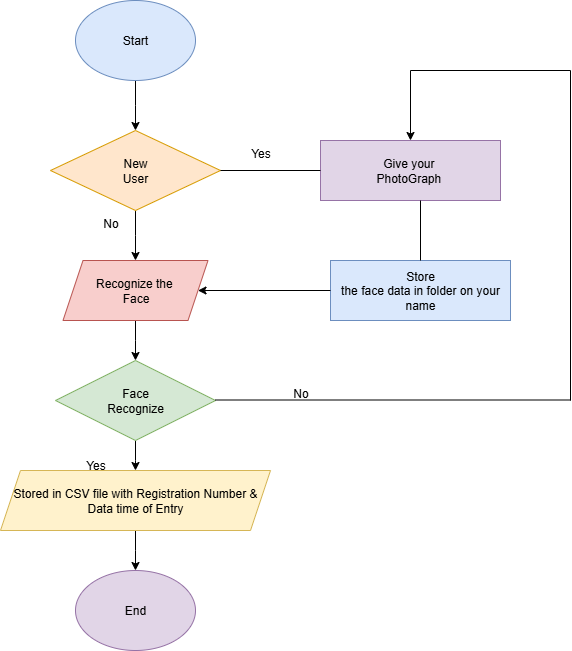 Start
New
User
Yes
Give your
PhotoGraph
No
Recognize the
Face
Store
the face data in folder on your
name
Face
Recognize
No
Yes
Stored in CSV file with Registration Number &
Data time of Entry
End